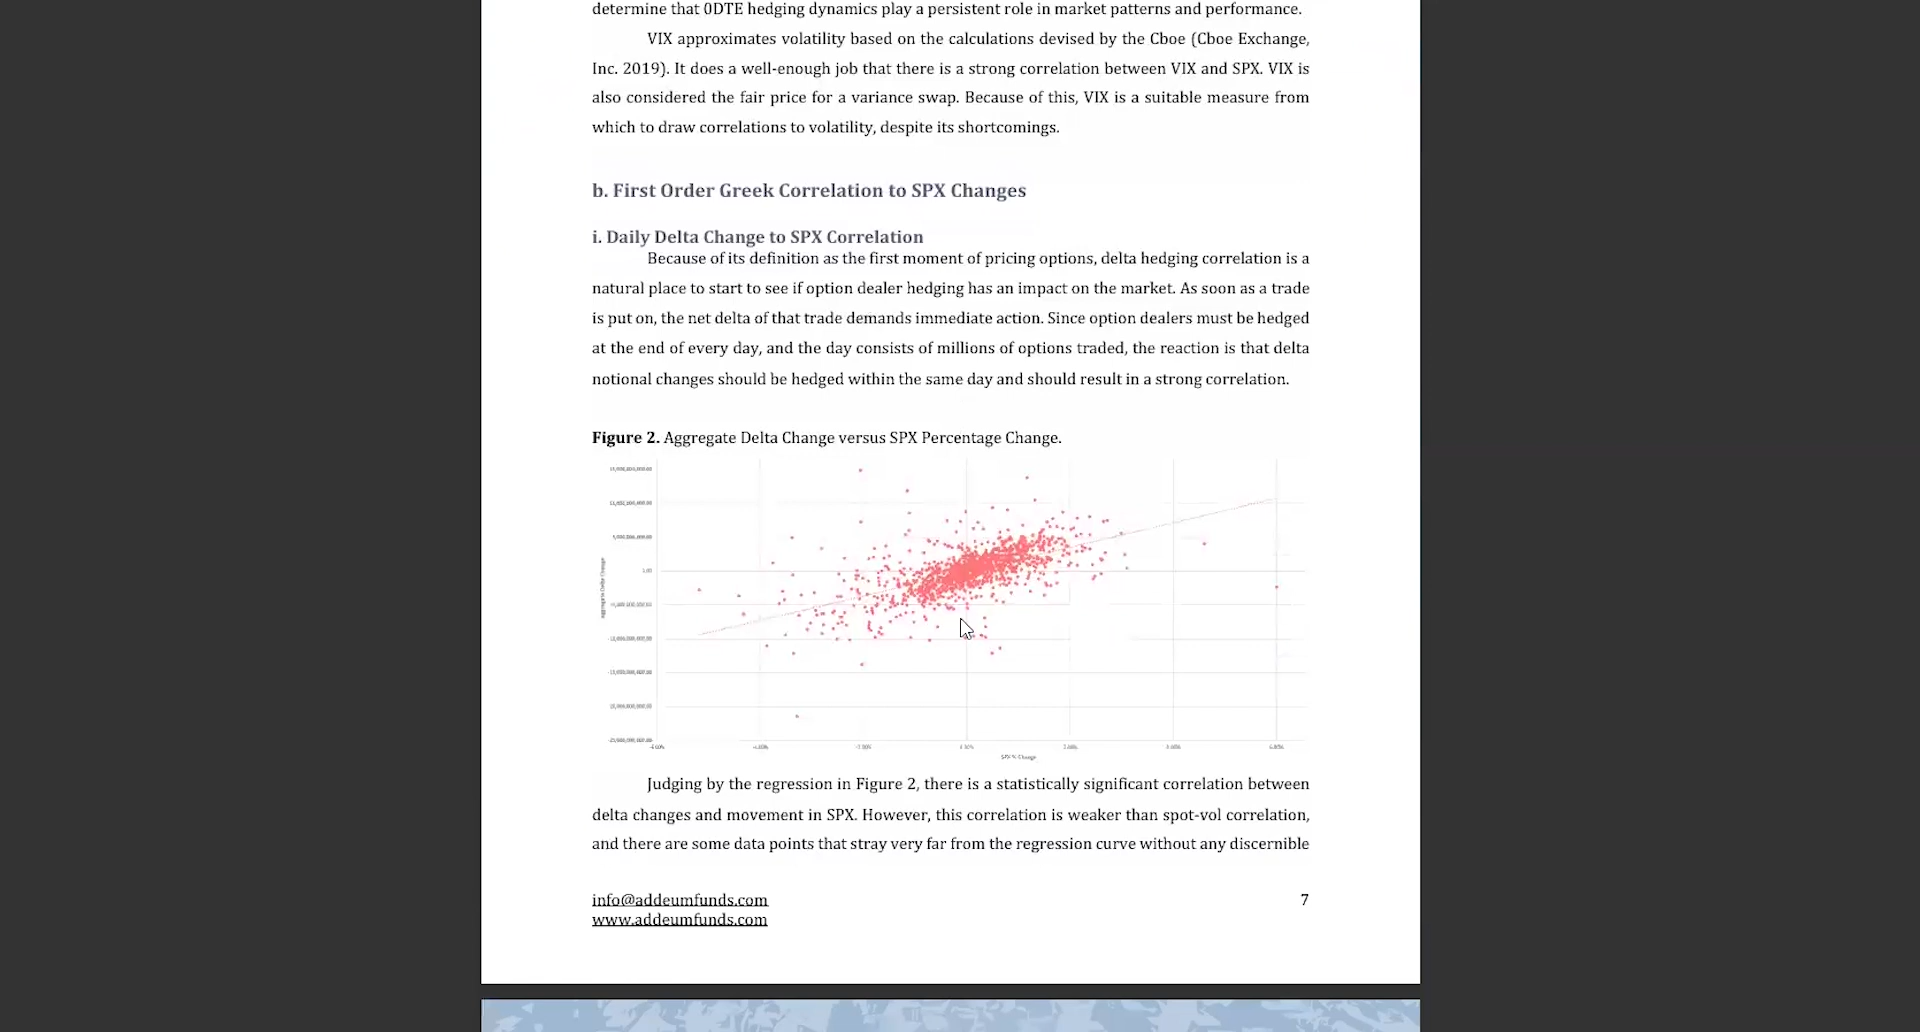 determine that 0DTE hedging dynamics play a persistent role in market patterns and performance.
VIX approximates volatility based on the calculations devised by the Cboe (Cboe Exchange,
Inc. 2019). It does a well-enough job that there is a strong correlation between VIX and SPX. VIX is
also considered the fair price for a variance swap. Because of this, VIX is a suitable measure from
which to draw correlations to volatility, despite its shortcomings.
b. First Order Greek Correlation to SPX Changes
i. Daily Delta Change to SPX Correlation
Because of its definition as the first moment of pricing options, delta hedging correlation is a
natural place to start to see if option dealer hedging has an impact on the market. As soon as a trade
is put on, the net delta of that trade demands immediate action. Since option dealers must be hedged
at the end of every day, and the day consists of millions of options traded, the reaction is that delta
notional changes should be hedged within the same day and should result in a strong correlation.
Figure 2. Aggregate Delta Change versus SPX Percentage Change.
Aggregate Delta Change
SPX % Change
Judging by the regression in Figure 2, there is a statistically significant correlation between
delta changes and movement in SPX. However, this correlation is weaker than spot-vol correlation,
and there are some data points that stray very far from the regression curve without any discernible
info@addeumfunds.com
7
www.addeumfunds.com